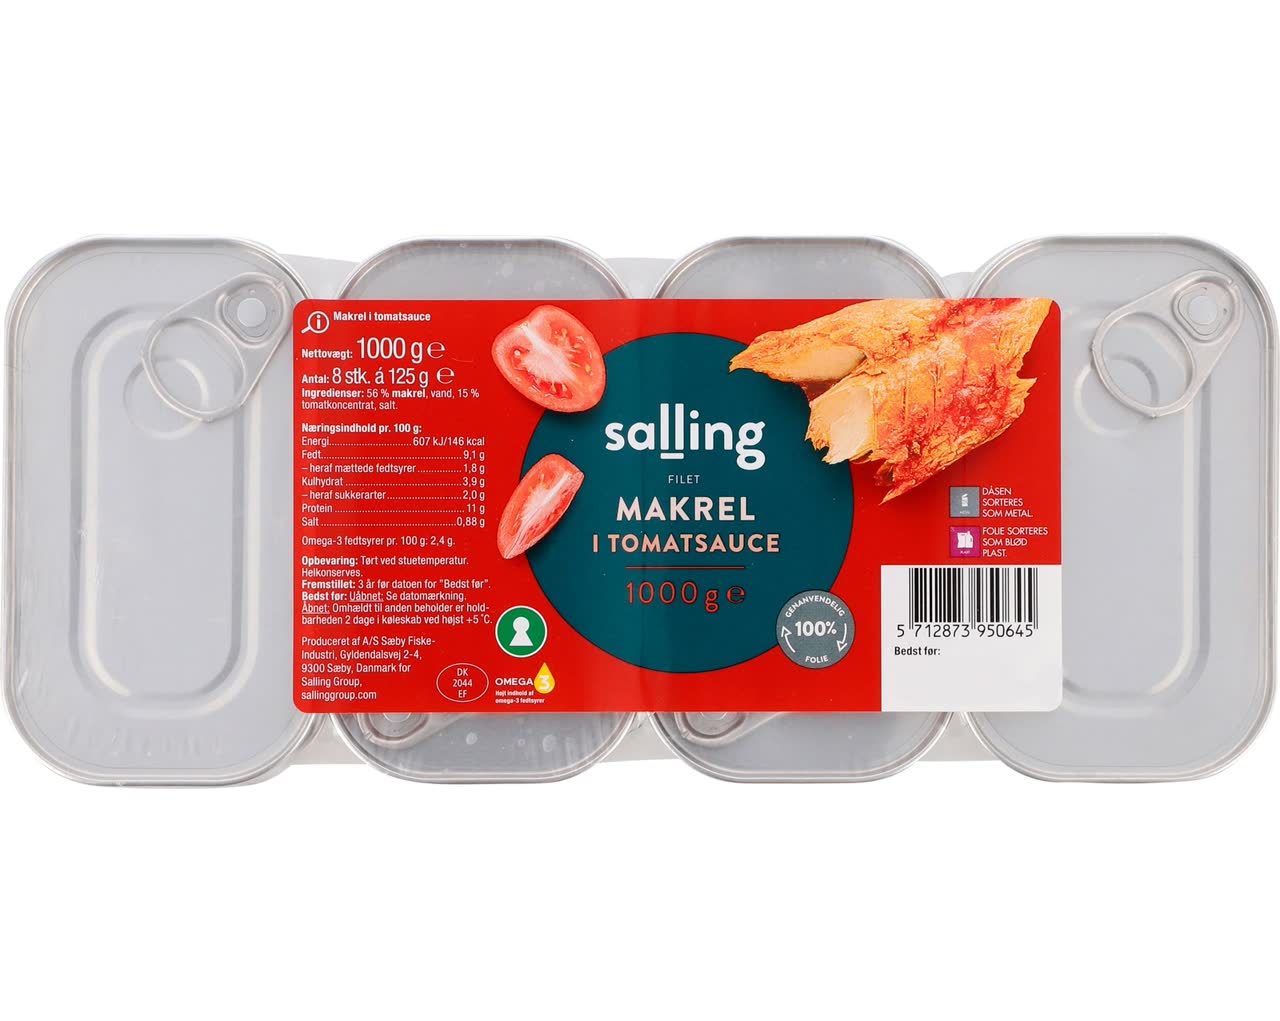 Makrel i tomatsauce
Nettovægt: 1000 g ℮
Antal: 8 stk. á 125 g ℮
Ingredienser: 56 % makrel, vand, 15 %
tomatkoncentrat, salt.
Næringsindhold pr. 100 g:
Energi..................607 kJ/146 kcal
Fedt....................................9,1 g
– heraf mættede fedtsyrer............1,8 g
Kulhydrat..............................3,9 g
– heraf sukkerarter....................2,0 g
Protein.................................11 g
Salt...................................0,88 g
Omega-3 fedtsyrer pr. 100 g: 2,4 g.
Opbevaring: Tørt ved stuetemperatur.
Helkonserves.
Fremstillet: 3 år før datoen for "Bedst før".
Bedst før: Uåbnet: Se datomærkning.
Åbnet: Omhældt til anden beholder er hold-
barheden 2 dage i køleskab ved højst +5 °C.
Produceret af A/S Sæby Fiske-
Industri, Gyldendalsvej 2-4,
9300 Sæby, Danmark for
Salling Group,
sallinggroup.com
DK
2044
EF
OMEGA 3
Højt indhold af
omega-3 fedtsyrer
salling
FILET
MAKREL
I TOMATSAUCE
1000 g ℮
GENANVENDELIG
100%
FOLIE
METAL
DÅSEN
SORTERES
SOM METAL.
PLAST
FOLIE SORTERES
SOM BLØD
PLAST.
5 712873 950645
Bedst før: